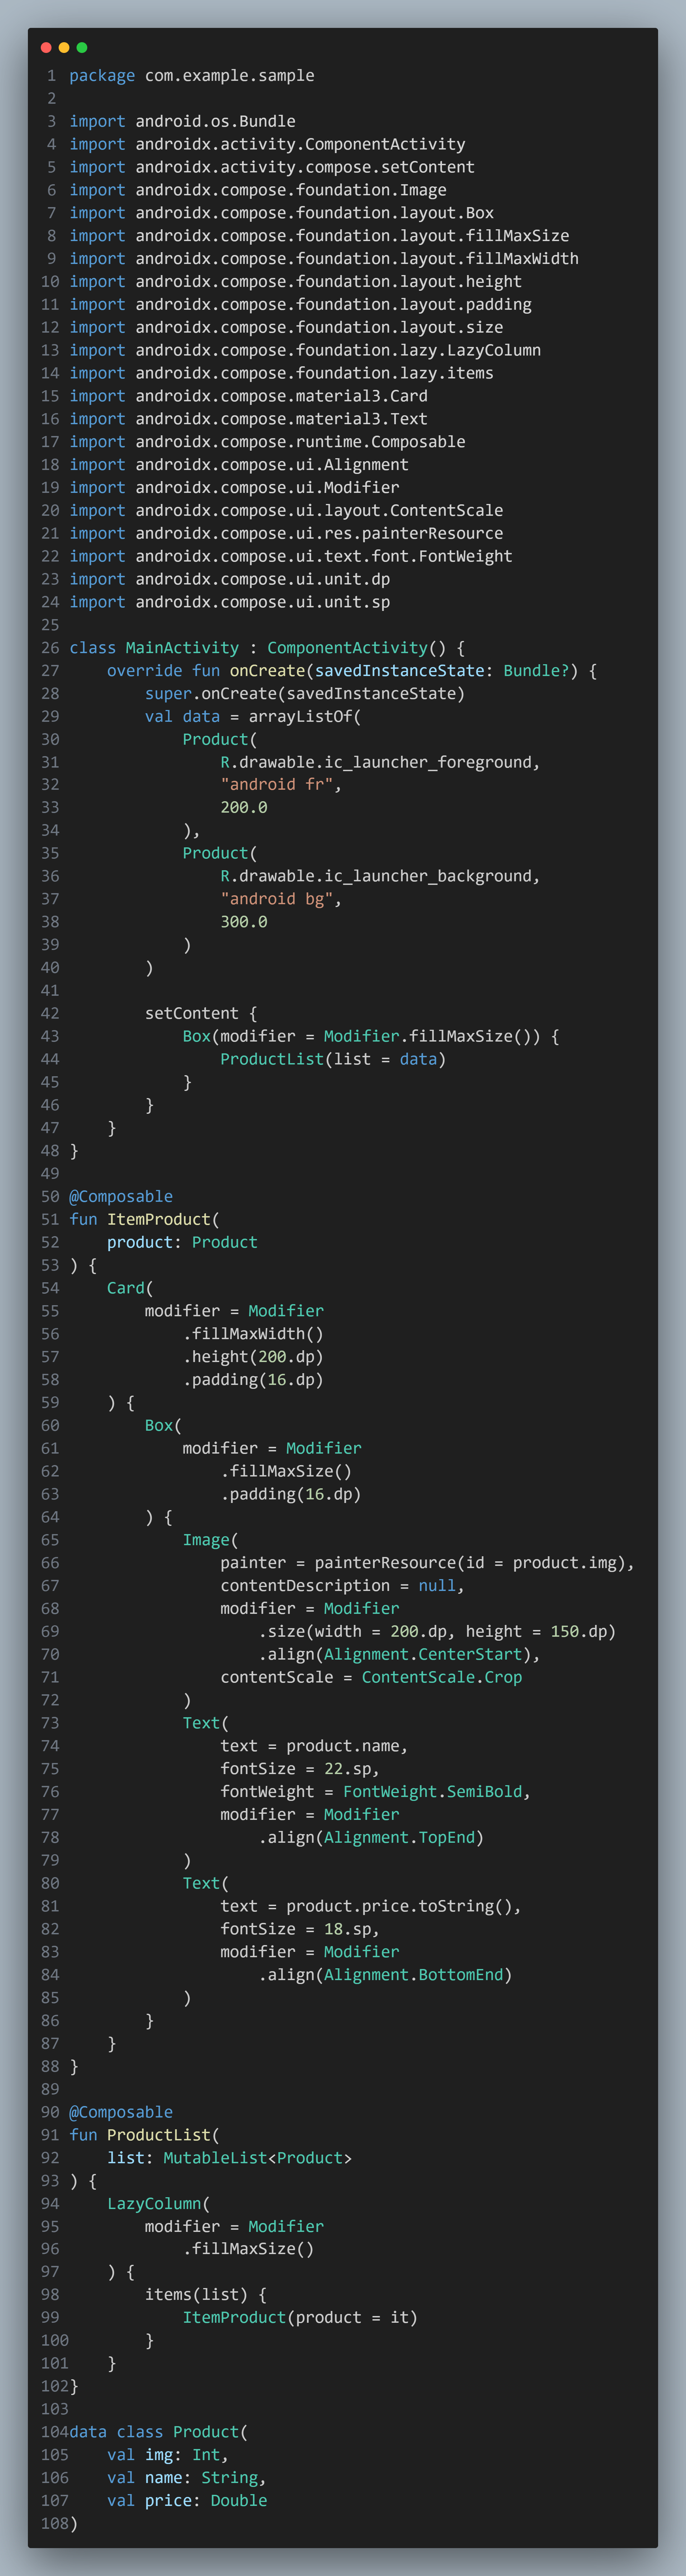 1 package com.example.sample
2
3 import android.os.Bundle
4 import androidx.activity.ComponentActivity
5 import androidx.activity.compose.setContent
6 import androidx.compose.foundation.Image
7 import androidx.compose.foundation.layout.Box
8 import androidx.compose.foundation.layout.fillMaxSize
9 import androidx.compose.foundation.layout.fillMaxWidth
10 import androidx.compose.foundation.layout.height
11 import androidx.compose.foundation.layout.padding
12 import androidx.compose.foundation.layout.size
13 import androidx.compose.foundation.lazy.LazyColumn
14 import androidx.compose.foundation.lazy.items
15 import androidx.compose.material3.Card
16 import androidx.compose.material3.Text
17 import androidx.compose.runtime.Composable
18 import androidx.compose.ui.Alignment
19 import androidx.compose.ui.Modifier
20 import androidx.compose.ui.layout.ContentScale
21 import androidx.compose.ui.res.painterResource
22 import androidx.compose.ui.text.font.FontWeight
23 import androidx.compose.ui.unit.dp
24 import androidx.compose.ui.unit.sp
25
26 class MainActivity : ComponentActivity() {
27     override fun onCreate(savedInstanceState: Bundle?) {
28         super.onCreate(savedInstanceState)
29         val data = arrayListOf(
30             Product(
31                 R.drawable.ic_launcher_foreground,
32                 "android fr",
33                 200.0
34             ),
35             Product(
36                 R.drawable.ic_launcher_background,
37                 "android bg",
38                 300.0
39             )
40         )
41
42         setContent {
43             Box(modifier = Modifier.fillMaxSize()) {
44                 ProductList(list = data)
45             }
46         }
47     }
48 }
49
50 @Composable
51 fun ItemProduct(
52     product: Product
53 ) {
54     Card(
55         modifier = Modifier
56             .fillMaxWidth()
57             .height(200.dp)
58             .padding(16.dp)
59     ) {
60         Box(
61             modifier = Modifier
62                 .fillMaxSize()
63                 .padding(16.dp)
64         ) {
65             Image(
66                 painter = painterResource(id = product.img),
67                 contentDescription = null,
68                 modifier = Modifier
69                     .size(width = 200.dp, height = 150.dp)
70                     .align(Alignment.CenterStart),
71                 contentScale = ContentScale.Crop
72             )
73             Text(
74                 text = product.name,
75                 fontSize = 22.sp,
76                 fontWeight = FontWeight.SemiBold,
77                 modifier = Modifier
78                     .align(Alignment.TopEnd)
79             )
80             Text(
81                 text = product.price.toString(),
82                 fontSize = 18.sp,
83                 modifier = Modifier
84                     .align(Alignment.BottomEnd)
85             )
86         }
87     }
88 }
89
90 @Composable
91 fun ProductList(
92     list: MutableList<Product>
93 ) {
94     LazyColumn(
95         modifier = Modifier
96             .fillMaxSize()
97     ) {
98         items(list) {
99             ItemProduct(product = it)
100         }
101     }
102}
103
104data class Product(
105    val img: Int,
106    val name: String,
107    val price: Double
108)